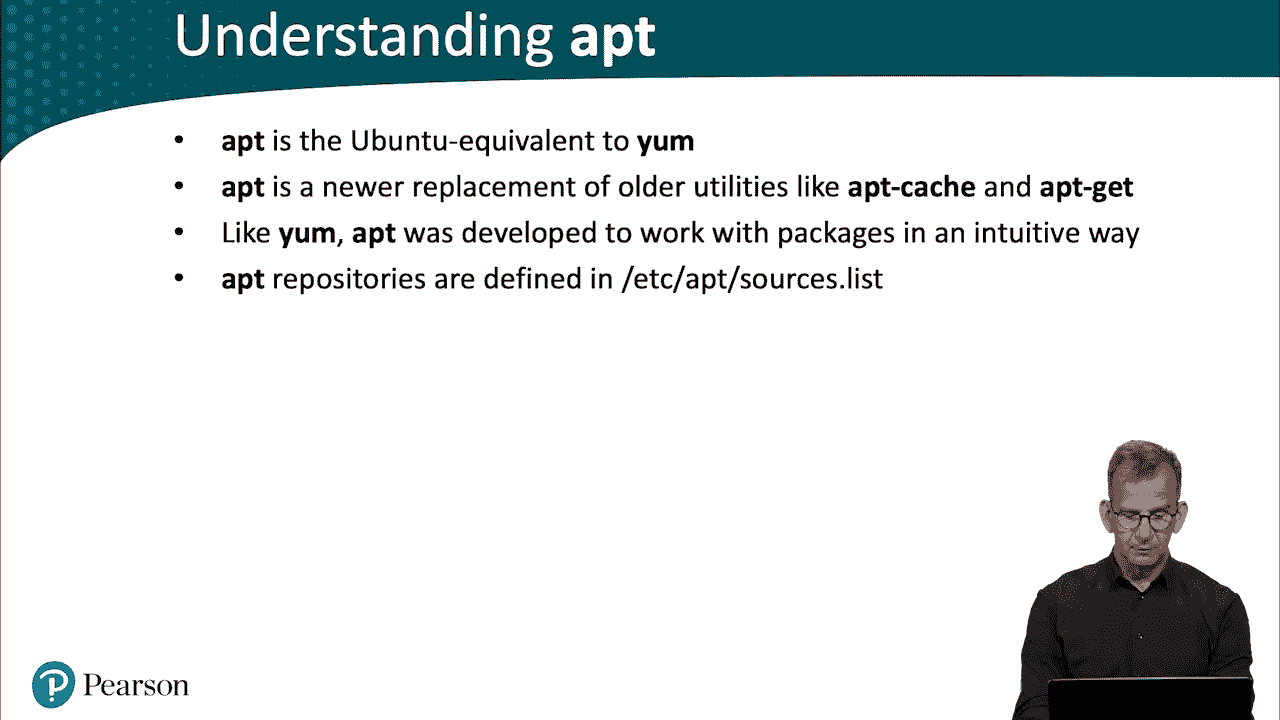 Understanding apt
• apt is the Ubuntu-equivalent to yum
• apt is a newer replacement of older utilities like apt-cache and apt-get
• Like yum, apt was developed to work with packages in an intuitive way
• apt repositories are defined in /etc/apt/sources.list
Pearson